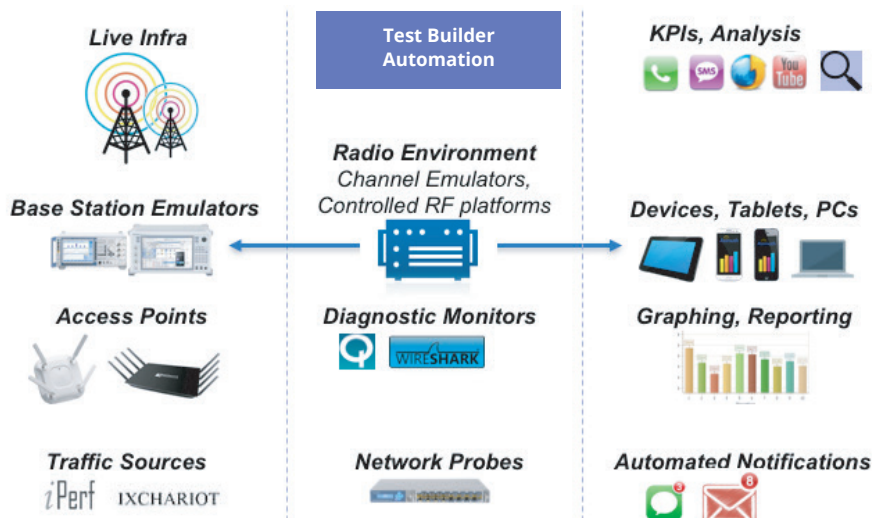 Live Infra
Test Builder
Automation
KPIs, Analysis
SMS
You
Tube
Radio Environment
Channel Emulators,
Controlled RF platforms
Base Station Emulators
Devices, Tablets, PCs
Access Points
Diagnostic Monitors
Graphing, Reporting
WIRESHARK
Traffic Sources
Network Probes
Automated Notifications
iPerf
IXCHARIOT
3
8